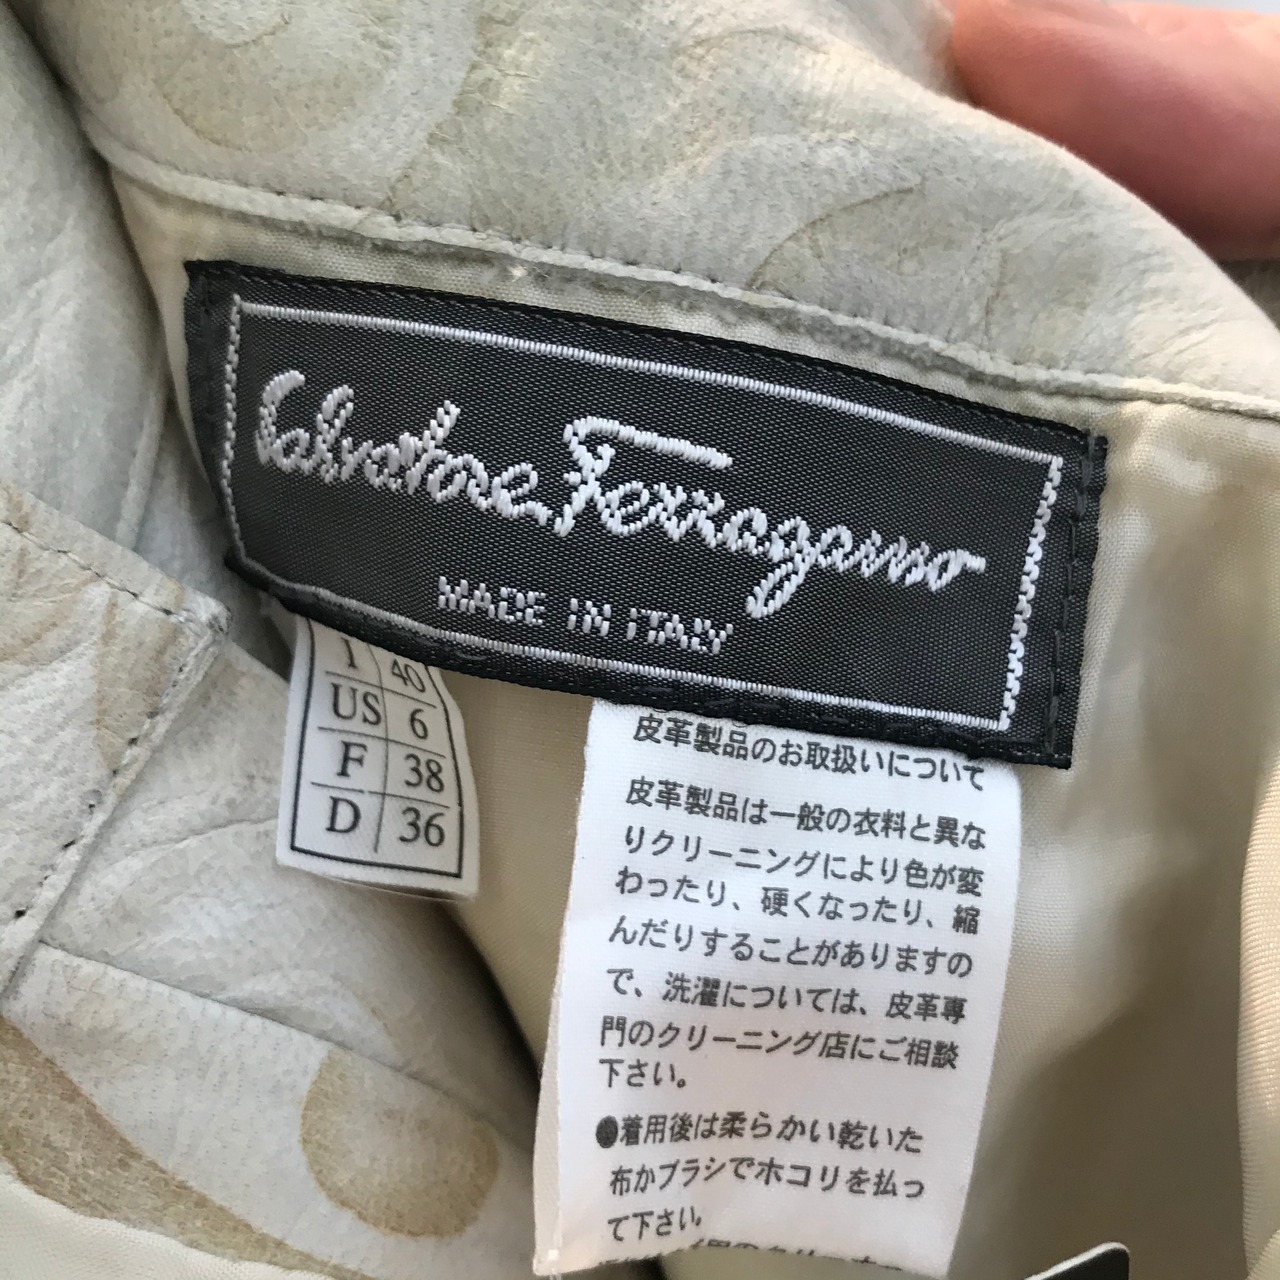 Salvatore Ferragamo
MADE IN ITALY
I 40
US 6
F 38
D 36
皮革製品のお取扱いについて
皮革製品は一般の衣料と異な
りクリーニングにより色が変
わったり、硬くなったり、縮
んだりすることがありますの
で、洗濯については、皮革専
門のクリーニング店にご相談
下さい。
●着用後は柔らかい乾いた
布かブラシでホコリを払っ
て下さい。